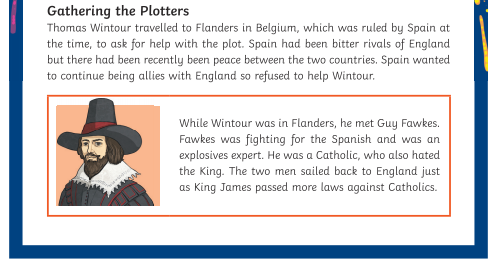 Gathering the Plotters
Thomas Wintour travelled to Flanders in Belgium, which was ruled by Spain at
the time, to ask for help with the plot. Spain had been bitter rivals of England
but there had been recently been peace between the two countries. Spain wanted
to continue being allies with England so refused to help Wintour.
While Wintour was in Flanders, he met Guy Fawkes.
Fawkes was fighting for the Spanish and was an
explosives expert. He was a Catholic, who also hated
the King. The two men sailed back to England just
as King James passed more laws against Catholics.